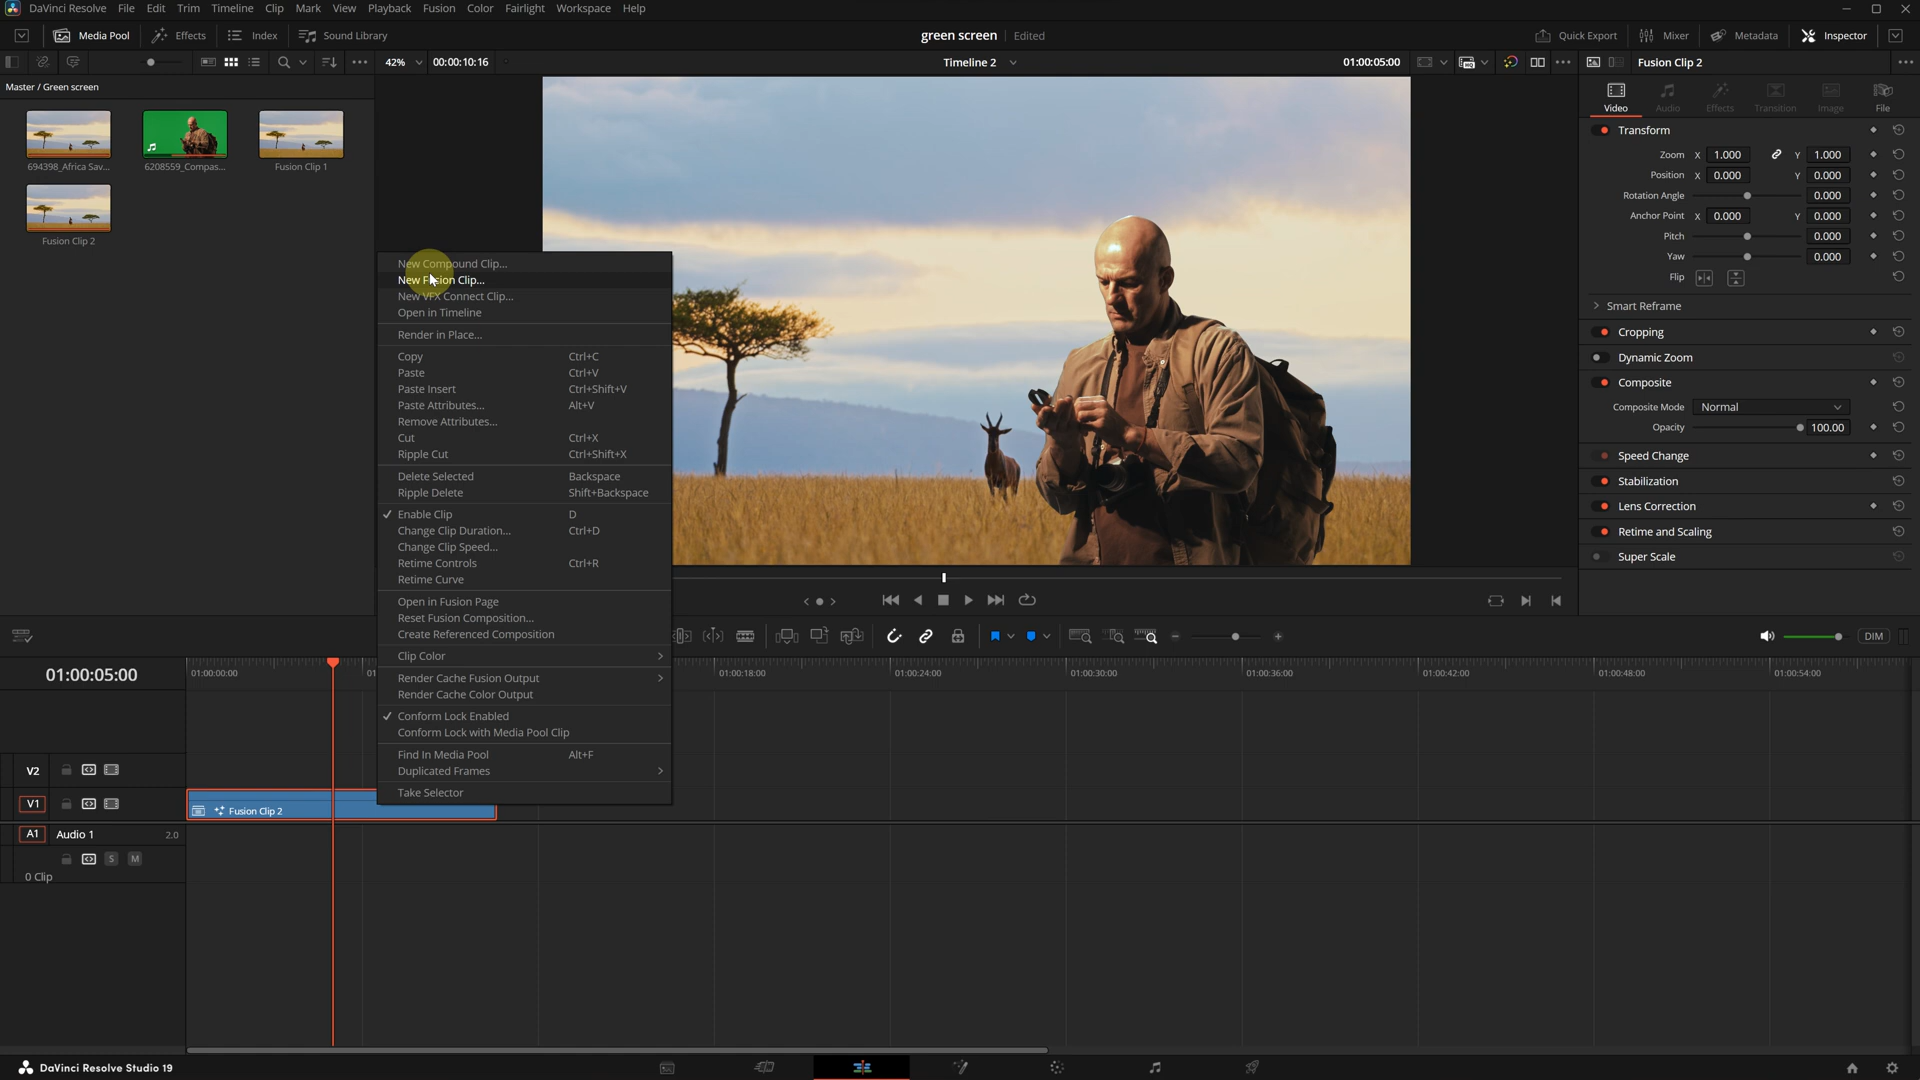 DaVinci Resolve File Edit Trim Timeline Clip Mark View Playback Fusion Color Fairlight Workspace Help
Media Pool Effects Index Sound Library green screen Edited Quick Export Mixer Metadata Inspector
42% 00:00:10:16 Timeline 2 01:00:05:00 Fusion Clip 2
Master / Green screen
694398_Africa Sav... 6208559_Compas... Fusion Clip 1
Fusion Clip 2
Video Audio Effects Transition Image File
Transform
Zoom X 1.000 Y 1.000
Position X 0.000 Y 0.000
Rotation Angle 0.000
Anchor Point X 0.000 Y 0.000
Pitch 0.000
Yaw 0.000
Flip
Smart Reframe
Cropping
Dynamic Zoom
Composite
Composite Mode Normal
Opacity 100.00
Speed Change
Stabilization
Lens Correction
Retime and Scaling
Super Scale
New Compound Clip...
New Fusion Clip...
New VFX Connect Clip...
Open in Timeline
Render in Place...
Copy Ctrl+C
Paste Ctrl+V
Paste Insert Ctrl+Shift+V
Paste Attributes... Alt+V
Remove Attributes...
Cut Ctrl+X
Ripple Cut Ctrl+Shift+X
Delete Selected Backspace
Ripple Delete Shift+Backspace
Enable Clip D
Change Clip Duration... Ctrl+D
Change Clip Speed...
Retime Controls Ctrl+R
Retime Curve
Open in Fusion Page
Reset Fusion Composition...
Create Referenced Composition
Clip Color
Render Cache Fusion Output
Render Cache Color Output
Conform Lock Enabled
Conform Lock with Media Pool Clip
Find In Media Pool Alt+F
Duplicated Frames
Take Selector
DIM
01:00:05:00 01:00:00:00 01:00:18:00 01:00:24:00 01:00:30:00 01:00:36:00 01:00:42:00 01:00:48:00 01:00:54:00
V2
V1 Fusion Clip 2
A1 Audio 1 2.0
S M
0 Clip
DaVinci Resolve Studio 19